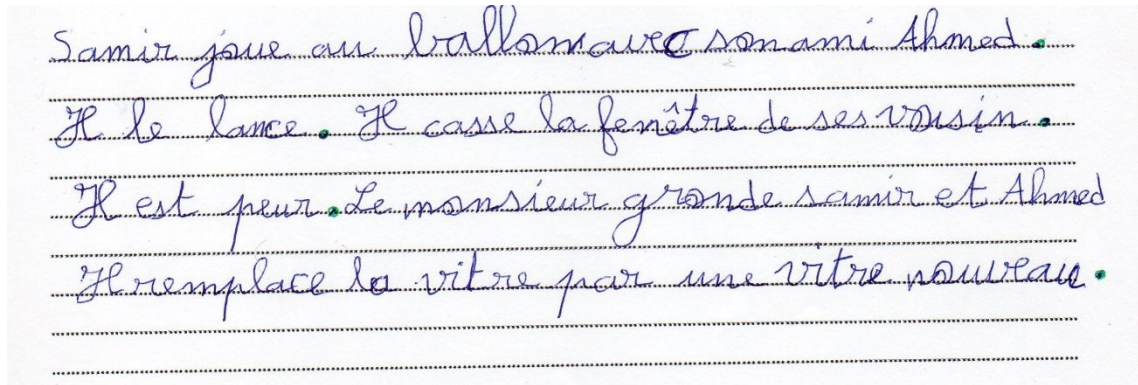 Samir joue au ballon avec son ami Ahmed.
Il le lance. Il casse la fenêtre de ses voisin.
Il est peur. Le monsieur gronde samir et Ahmed
Il remplace la vitre par une vitre nouveau.